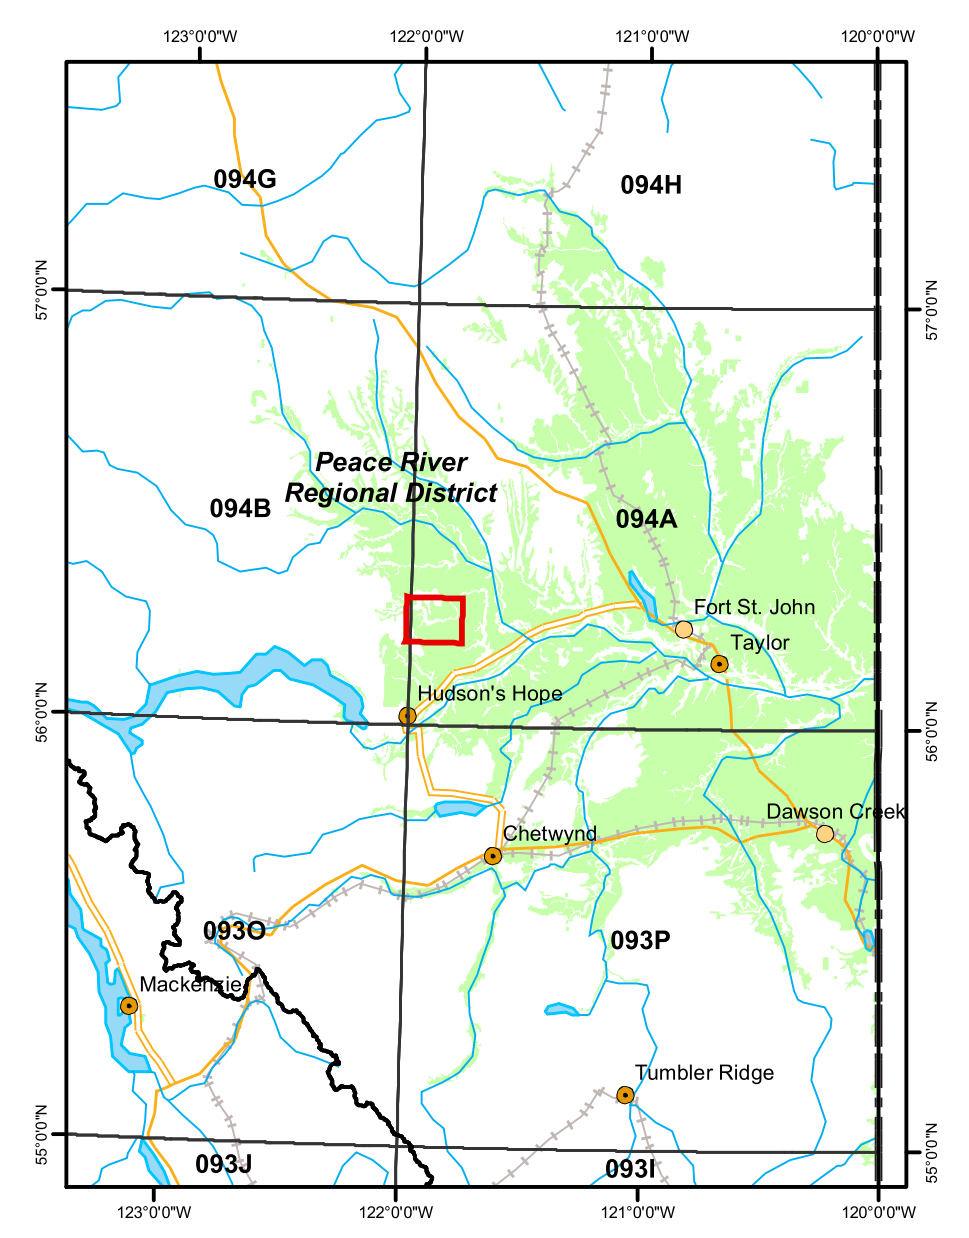 123°0'0"W 122°0'0"W 121°0'0"W 120°0'0"W
094G
094H
57°0'0"N
57°0'0"N
Peace River
Regional District
094B
094A
Fort St. John
Taylor
Hudson's Hope
56°0'0"N
56°0'0"N
Dawson Creek
Chetwynd
093O
093P
Mackenzie
Tumbler Ridge
55°0'0"N
55°0'0"N
093J
093I
123°0'0"W 122°0'0"W 121°0'0"W 120°0'0"W